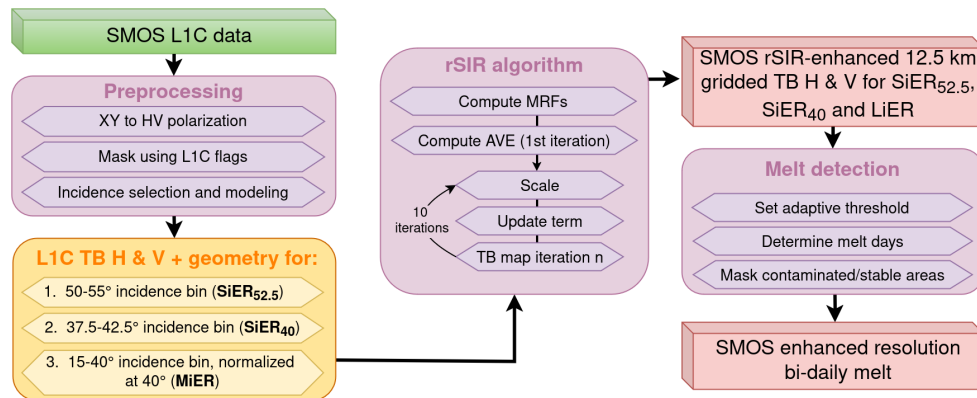 SMOS L1C data
Preprocessing
XY to HV polarization
Mask using L1C flags
Incidence selection and modeling
L1C TB H & V + geometry for:
1. 50-55° incidence bin (SiER52.5)
2. 37.5-42.5° incidence bin (SiER40)
3. 15-40° incidence bin, normalized
at 40° (MiER)
rSIR algorithm
Compute MRFs
Compute AVE (1st iteration)
Scale
Update term
TB map iteration n
10
iterations
SMOS rSIR-enhanced 12.5 km
gridded TB H & V for SiER52.5,
SiER40 and LiER
Melt detection
Set adaptive threshold
Determine melt days
Mask contaminated/stable areas
SMOS enhanced resolution
bi-daily melt